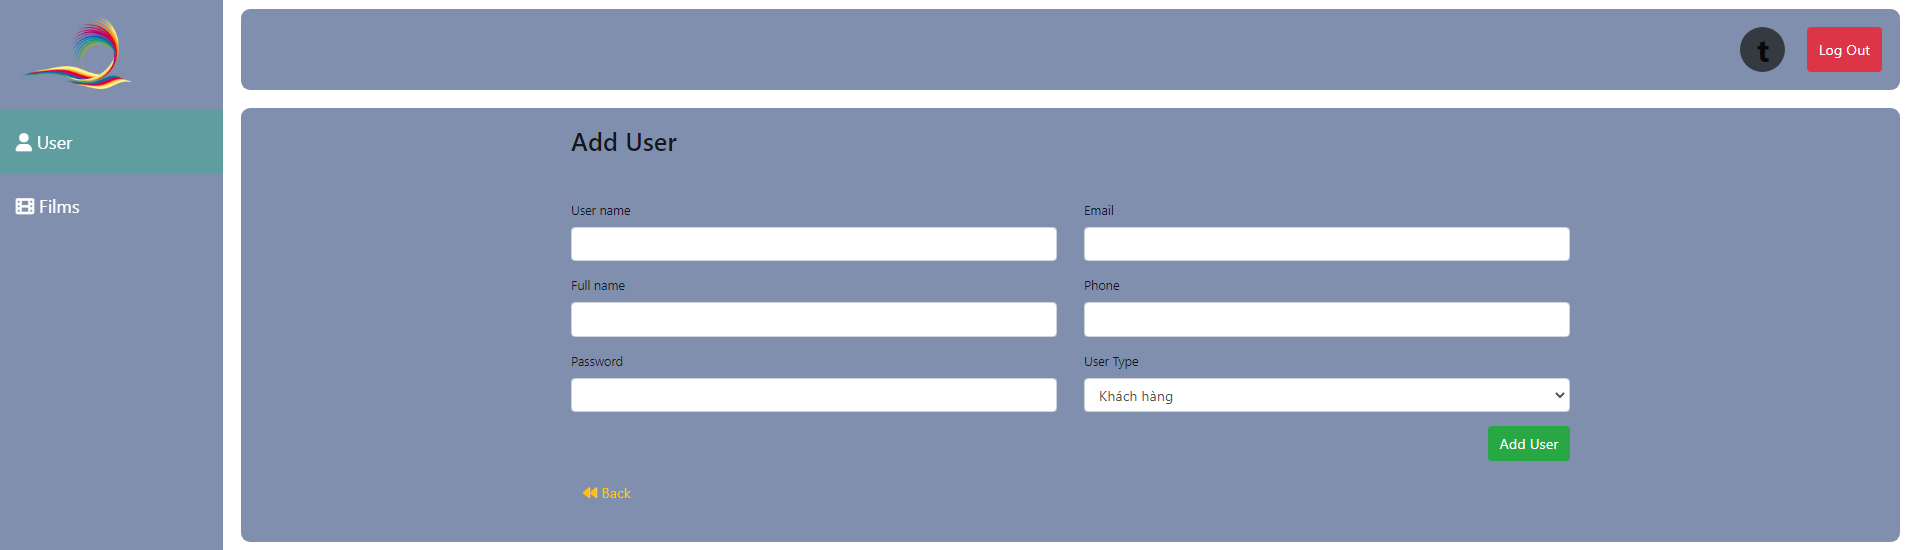 t
Log Out
User
Films
Add User
User name
Email
Full name
Phone
Password
User Type
Khách hàng
Add User
Back